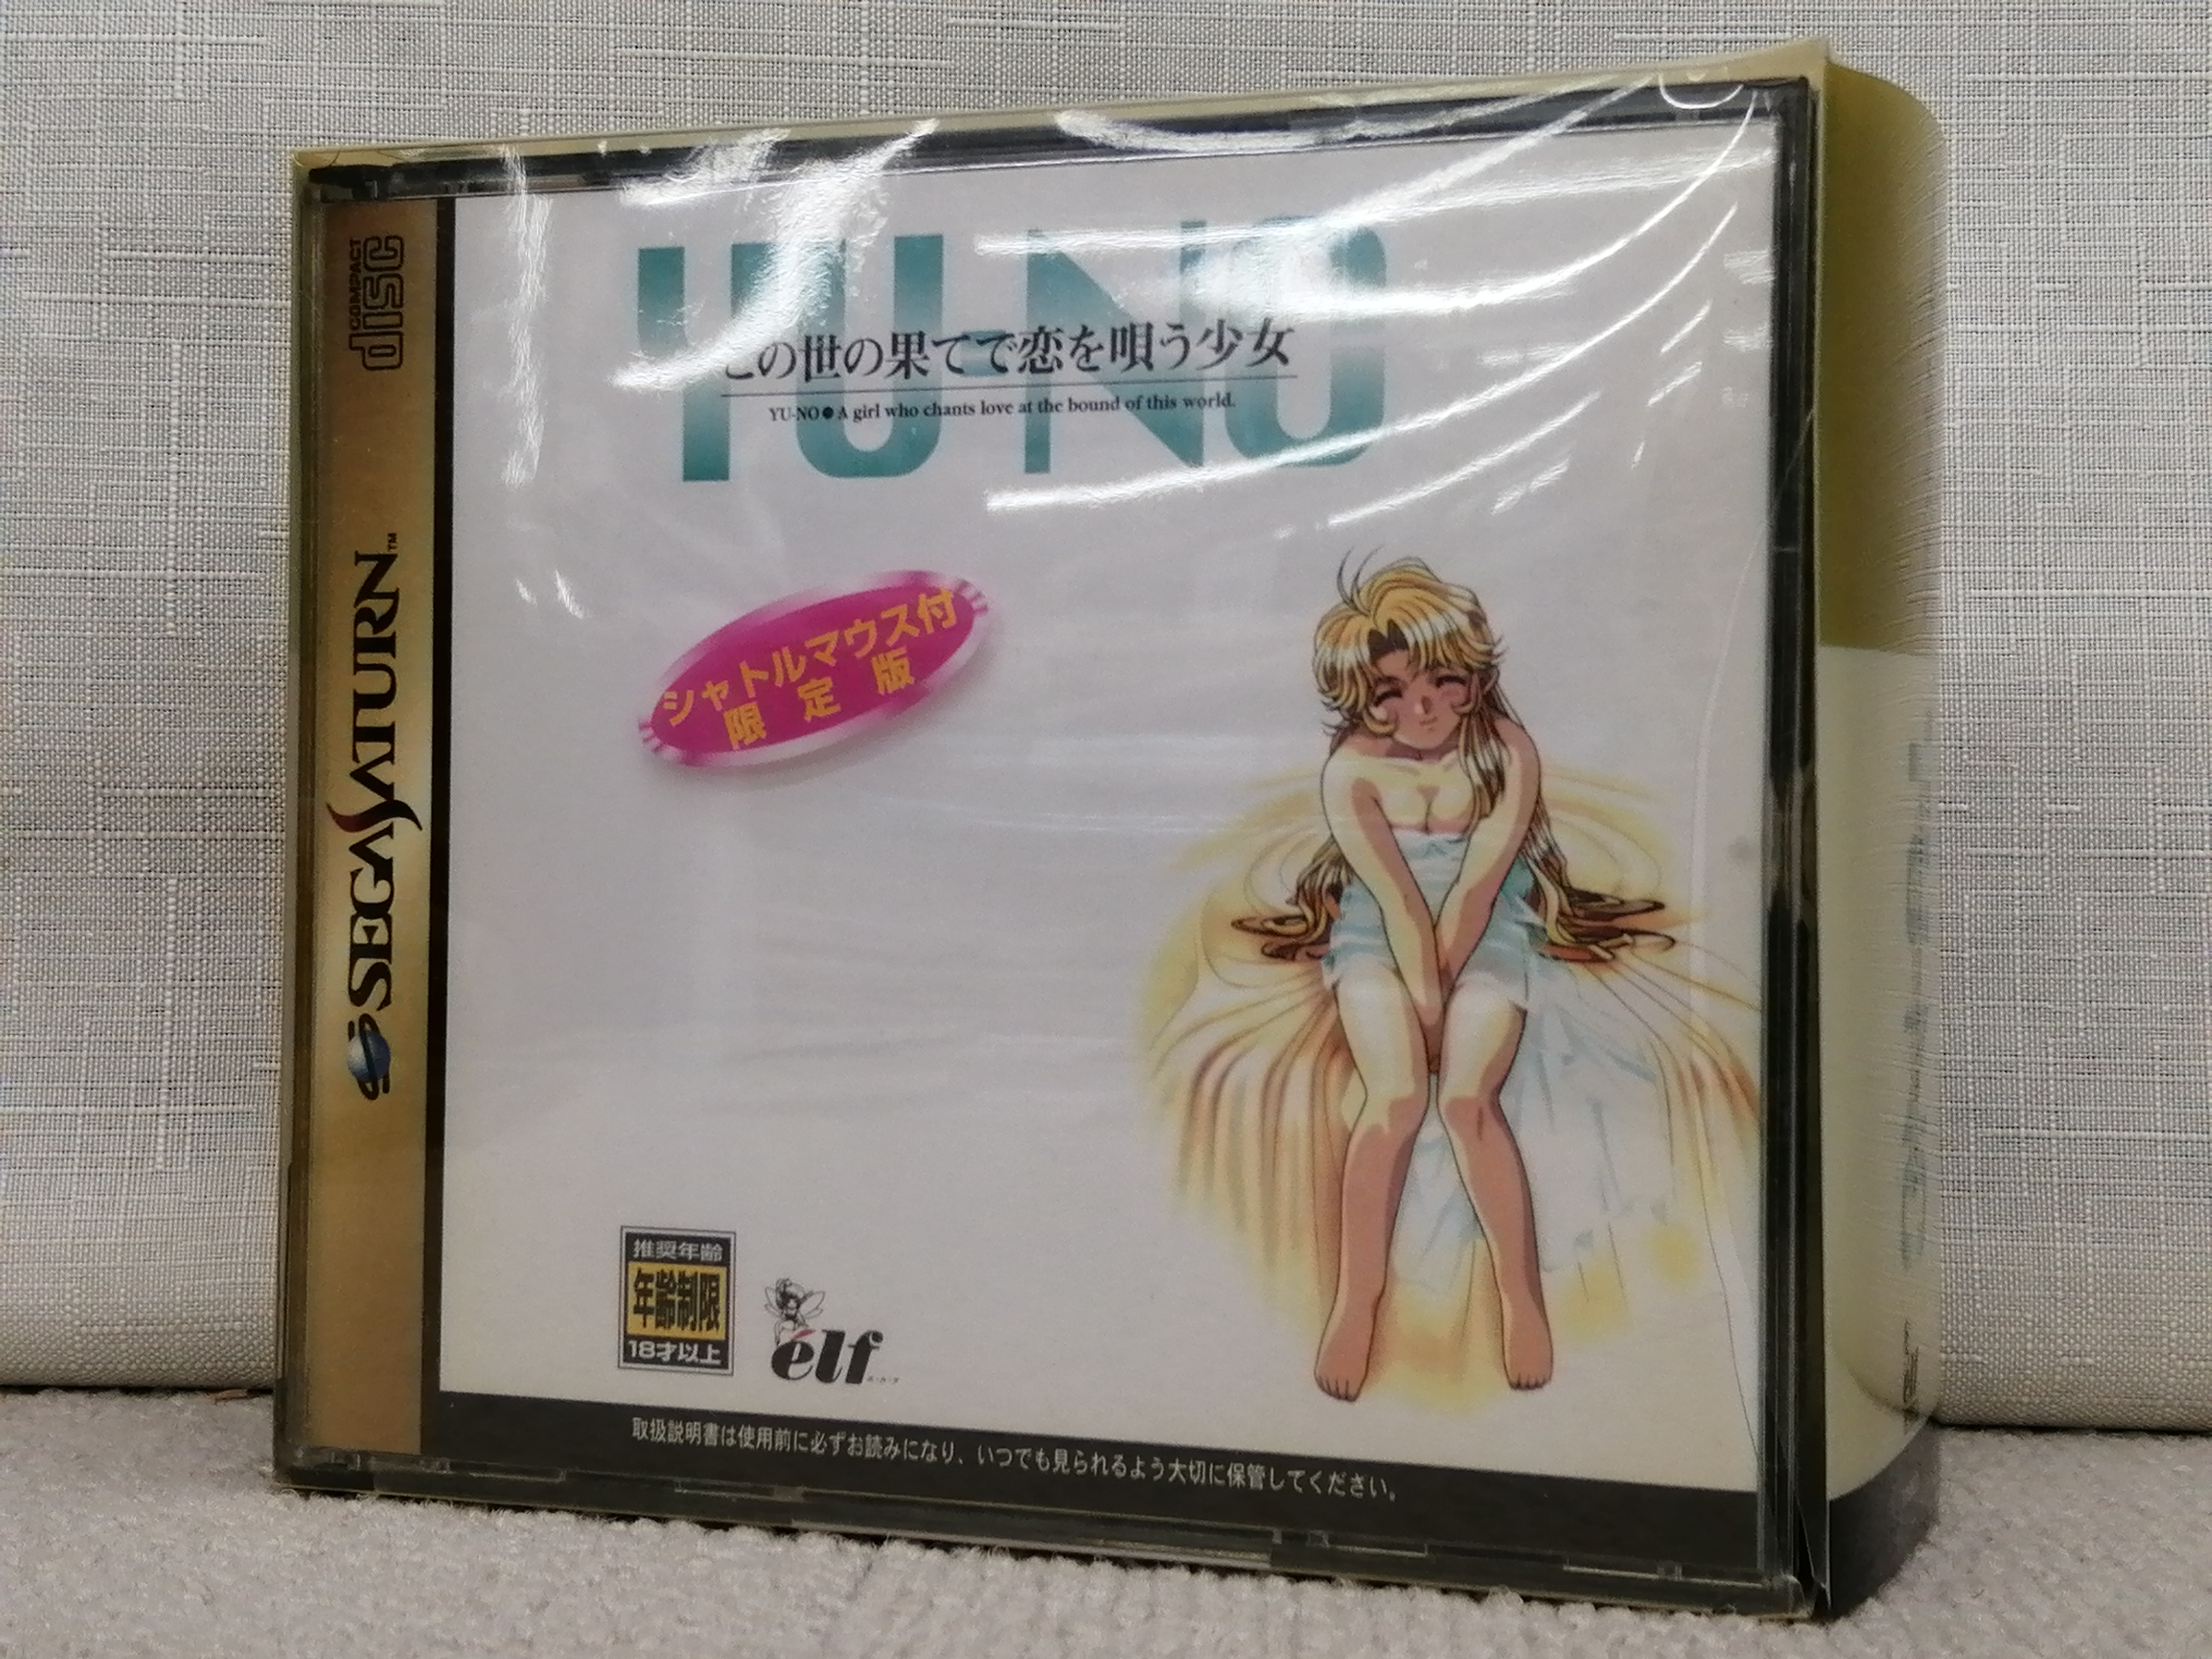 COMPACT
disc
SEGA SATURN™
YU-NO
この世の果てで恋を唄う少女
YU-NO●A girl who chants love at the bound of this world.
シャトルマウス付
限定版
推奨年齢
年齢制限
18才以上
élf
取扱説明書は使用前に必ずお読みになり、いつでも見られるよう大切に保管してください。